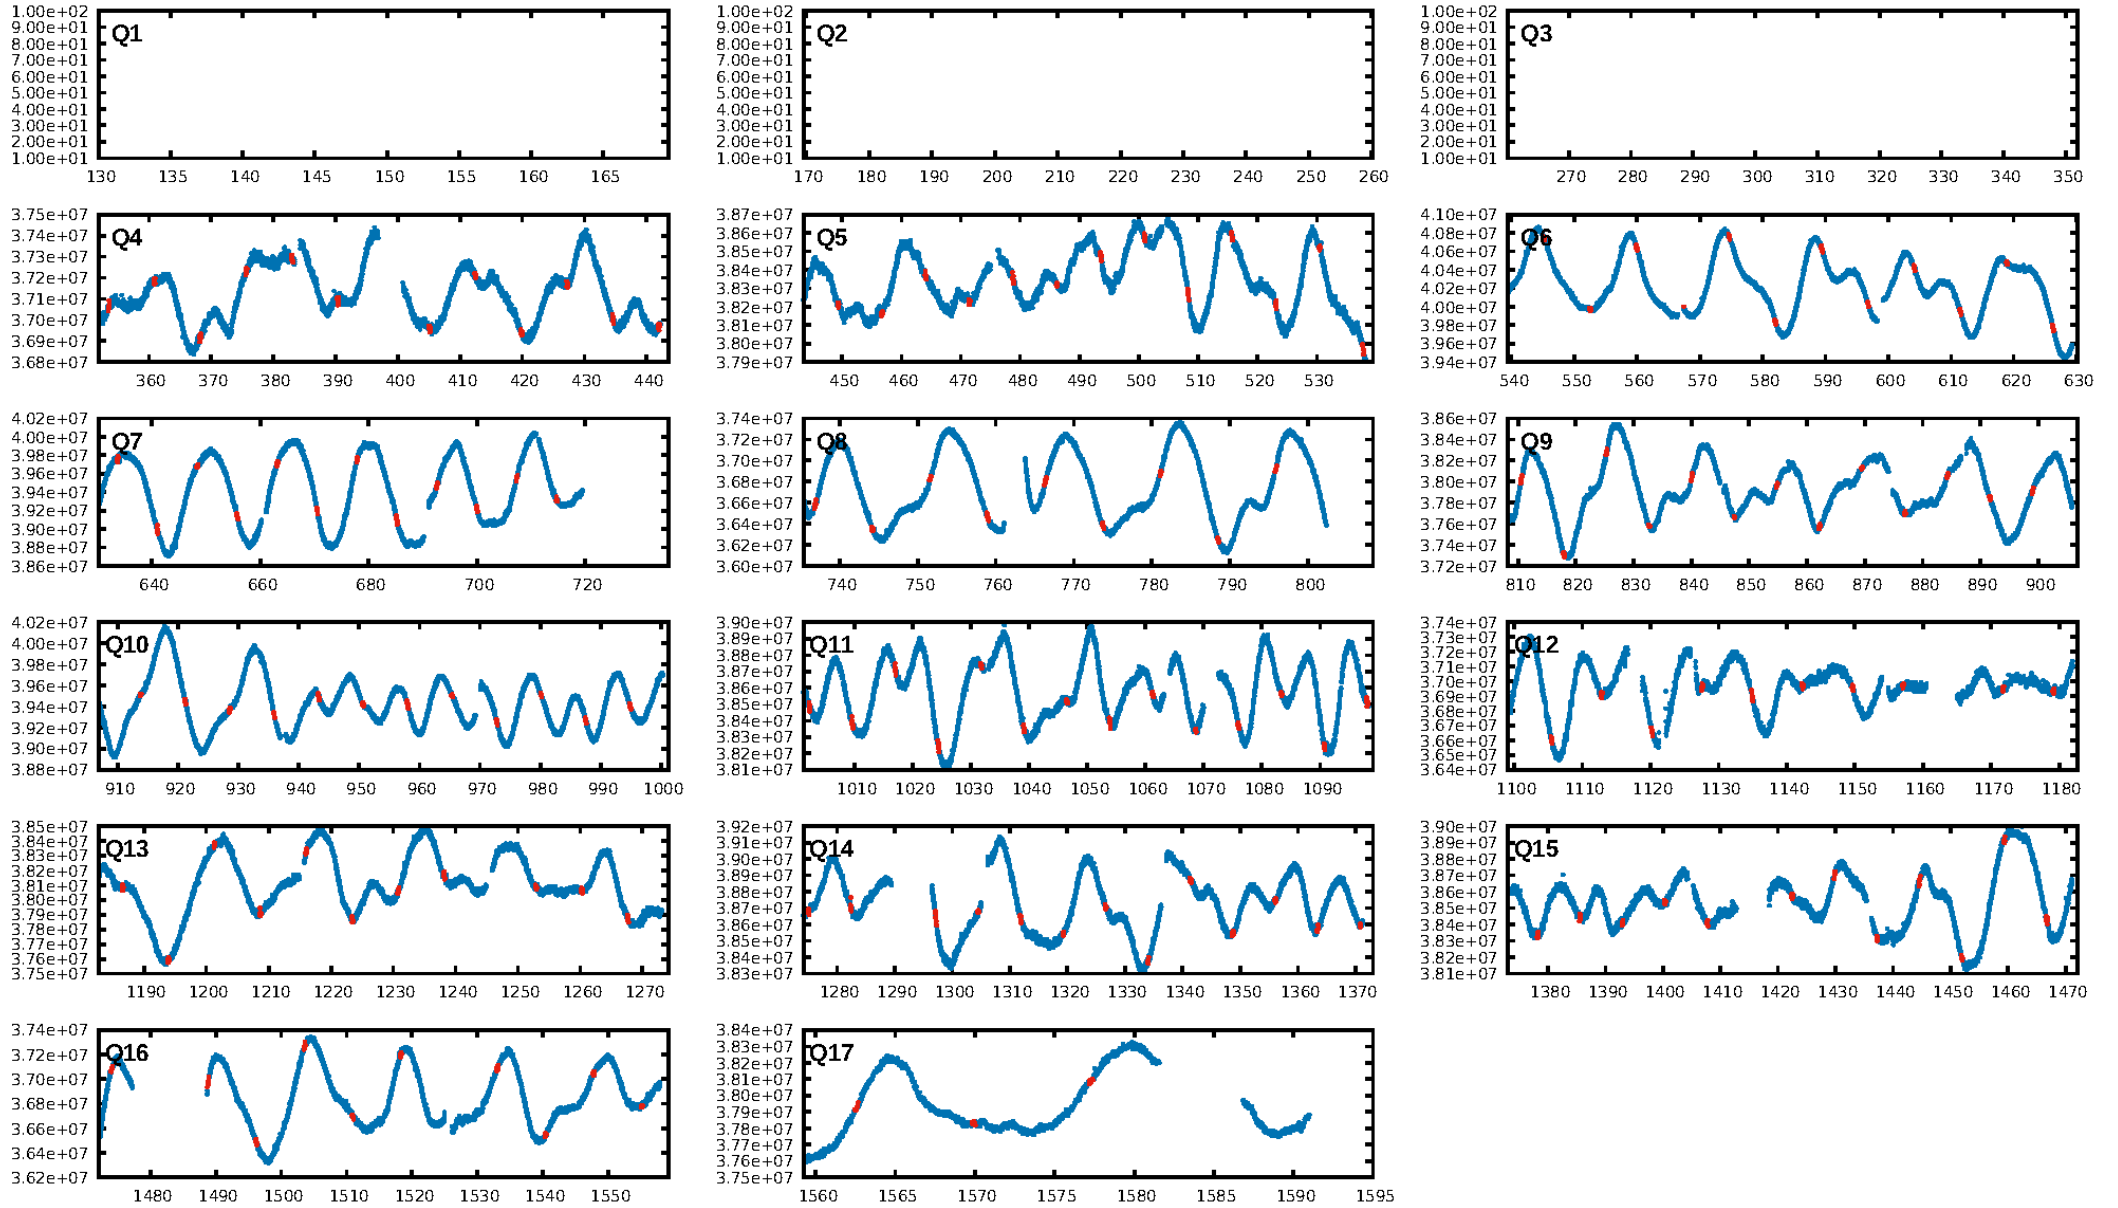 1.00e+02
9.00e+01
8.00e+01
7.00e+01
6.00e+01
5.00e+01
4.00e+01
3.00e+01
2.00e+01
1.00e+01
Q1
130 135 140 145 150 155 160 165
1.00e+02
9.00e+01
8.00e+01
7.00e+01
6.00e+01
5.00e+01
4.00e+01
3.00e+01
2.00e+01
1.00e+01
Q2
170 180 190 200 210 220 230 240 250 260
1.00e+02
9.00e+01
8.00e+01
7.00e+01
6.00e+01
5.00e+01
4.00e+01
3.00e+01
2.00e+01
1.00e+01
Q3
270 280 290 300 310 320 330 340 350
3.75e+07
3.74e+07
3.73e+07
3.72e+07
3.71e+07
3.70e+07
3.69e+07
3.68e+07
Q4
360 370 380 390 400 410 420 430 440
3.87e+07
3.86e+07
3.85e+07
3.84e+07
3.83e+07
3.82e+07
3.81e+07
3.80e+07
3.79e+07
Q5
450 460 470 480 490 500 510 520 530
4.10e+07
4.08e+07
4.06e+07
4.04e+07
4.02e+07
4.00e+07
3.98e+07
3.96e+07
3.94e+07
Q6
540 550 560 570 580 590 600 610 620 630
4.02e+07
4.00e+07
3.98e+07
3.96e+07
3.94e+07
3.92e+07
3.90e+07
3.88e+07
3.86e+07
Q7
640 660 680 700 720
3.74e+07
3.72e+07
3.70e+07
3.68e+07
3.66e+07
3.64e+07
3.62e+07
3.60e+07
Q8
740 750 760 770 780 790 800
3.86e+07
3.84e+07
3.82e+07
3.80e+07
3.78e+07
3.76e+07
3.74e+07
3.72e+07
Q9
810 820 830 840 850 860 870 880 890 900
4.02e+07
4.00e+07
3.98e+07
3.96e+07
3.94e+07
3.92e+07
3.90e+07
3.88e+07
Q10
910 920 930 940 950 960 970 980 990 1000
3.90e+07
3.89e+07
3.88e+07
3.87e+07
3.86e+07
3.85e+07
3.84e+07
3.83e+07
3.82e+07
3.81e+07
Q11
1010 1020 1030 1040 1050 1060 1070 1080 1090
3.74e+07
3.73e+07
3.72e+07
3.71e+07
3.70e+07
3.69e+07
3.68e+07
3.67e+07
3.66e+07
3.65e+07
3.64e+07
Q12
1100 1110 1120 1130 1140 1150 1160 1170 1180
3.85e+07
3.84e+07
3.83e+07
3.82e+07
3.81e+07
3.80e+07
3.79e+07
3.78e+07
3.77e+07
3.76e+07
3.75e+07
Q13
1190 1200 1210 1220 1230 1240 1250 1260 1270
3.92e+07
3.91e+07
3.90e+07
3.89e+07
3.88e+07
3.87e+07
3.86e+07
3.85e+07
3.84e+07
3.83e+07
Q14
1280 1290 1300 1310 1320 1330 1340 1350 1360 1370
3.90e+07
3.89e+07
3.88e+07
3.87e+07
3.86e+07
3.85e+07
3.84e+07
3.83e+07
3.82e+07
3.81e+07
Q15
1380 1390 1400 1410 1420 1430 1440 1450 1460 1470
3.74e+07
3.72e+07
3.70e+07
3.68e+07
3.66e+07
3.64e+07
3.62e+07
Q16
1480 1490 1500 1510 1520 1530 1540 1550
3.84e+07
3.83e+07
3.82e+07
3.81e+07
3.80e+07
3.79e+07
3.78e+07
3.77e+07
3.76e+07
3.75e+07
Q17
1560 1565 1570 1575 1580 1585 1590 1595